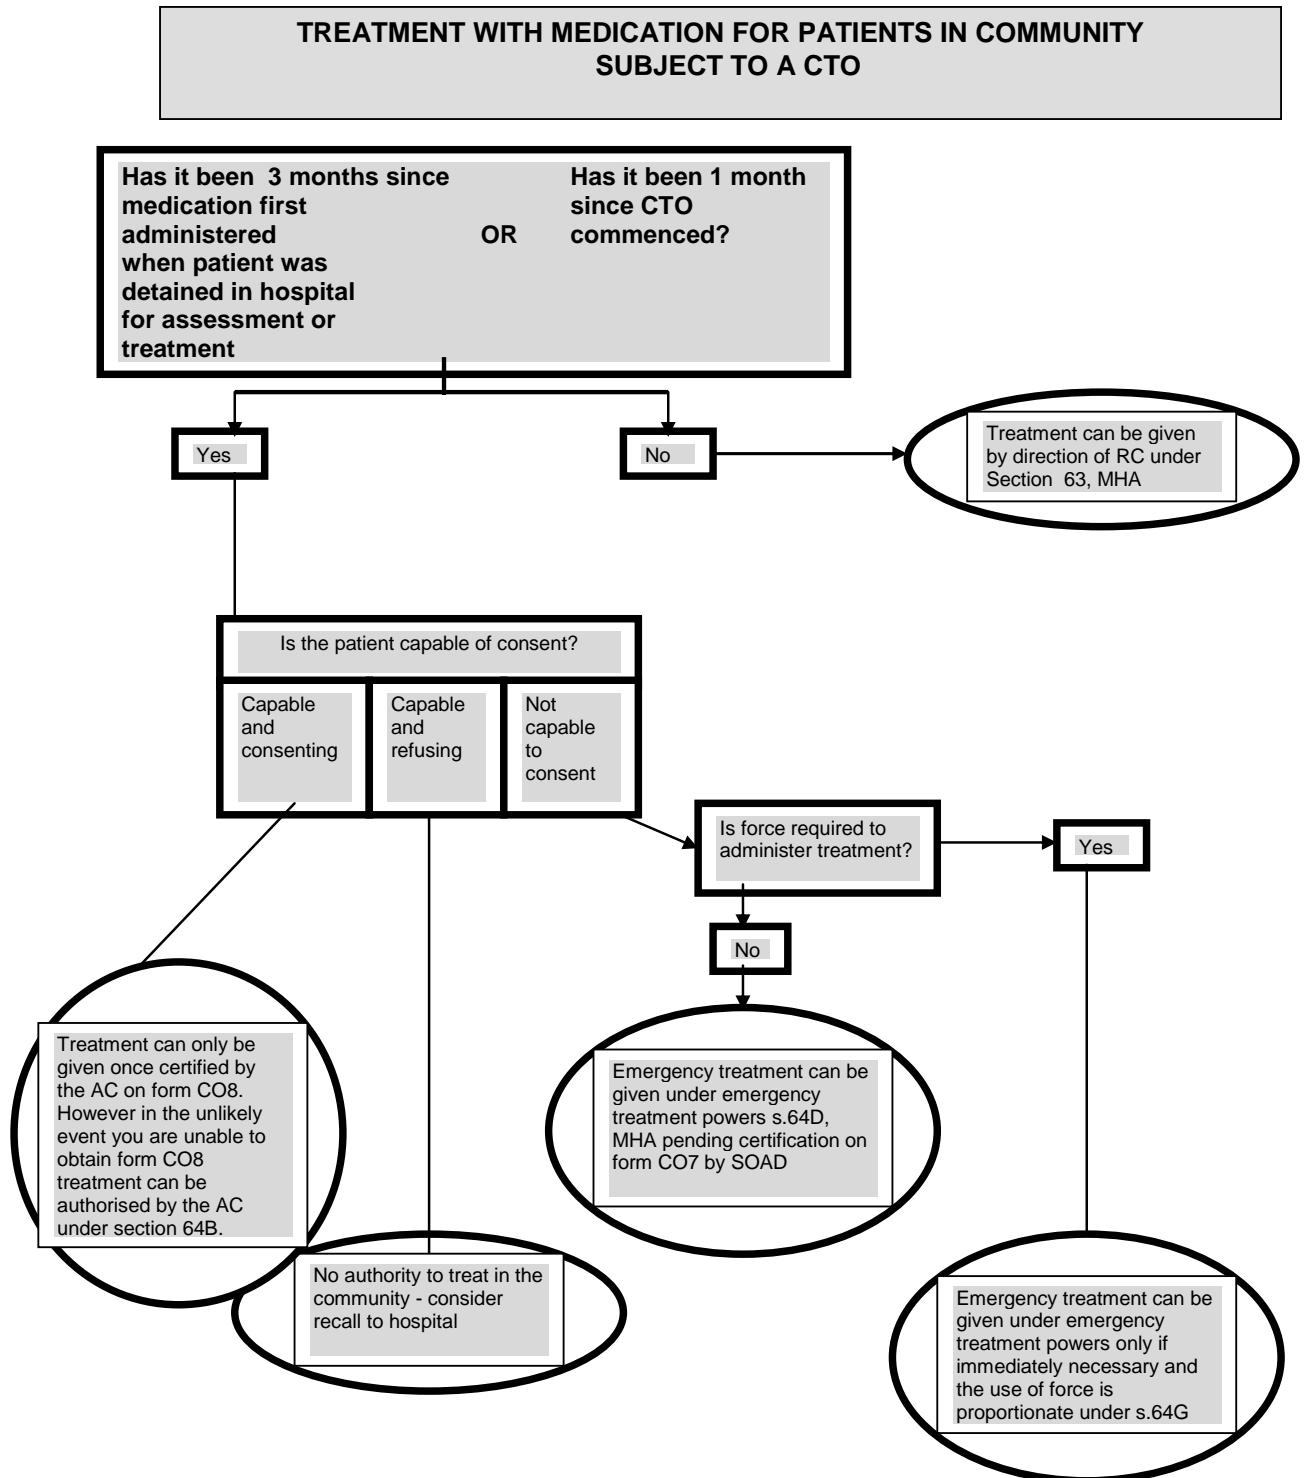 TREATMENT WITH MEDICATION FOR PATIENTS IN COMMUNITY
SUBJECT TO A CTO
Has it been 3 months since
medication first
administered
when patient was
detained in hospital
for assessment or
treatment
OR
Has it been 1 month
since CTO
commenced?
Yes
No
Treatment can be given
by direction of RC under
Section 63, MHA
Is the patient capable of consent?
Capable
and
consenting
Capable
and
refusing
Not
capable
to
consent
Is force required to
administer treatment?
Yes
No
Treatment can only be
given once certified by
the AC on form CO8.
However in the unlikely
event you are unable to
obtain form CO8
treatment can be
authorised by the AC
under section 64B.
Emergency treatment can be
given under emergency
treatment powers s.64D,
MHA pending certification on
form CO7 by SOAD
No authority to treat in the
community - consider
recall to hospital
Emergency treatment can be
given under emergency
treatment powers only if
immediately necessary and
the use of force is
proportionate under s.64G